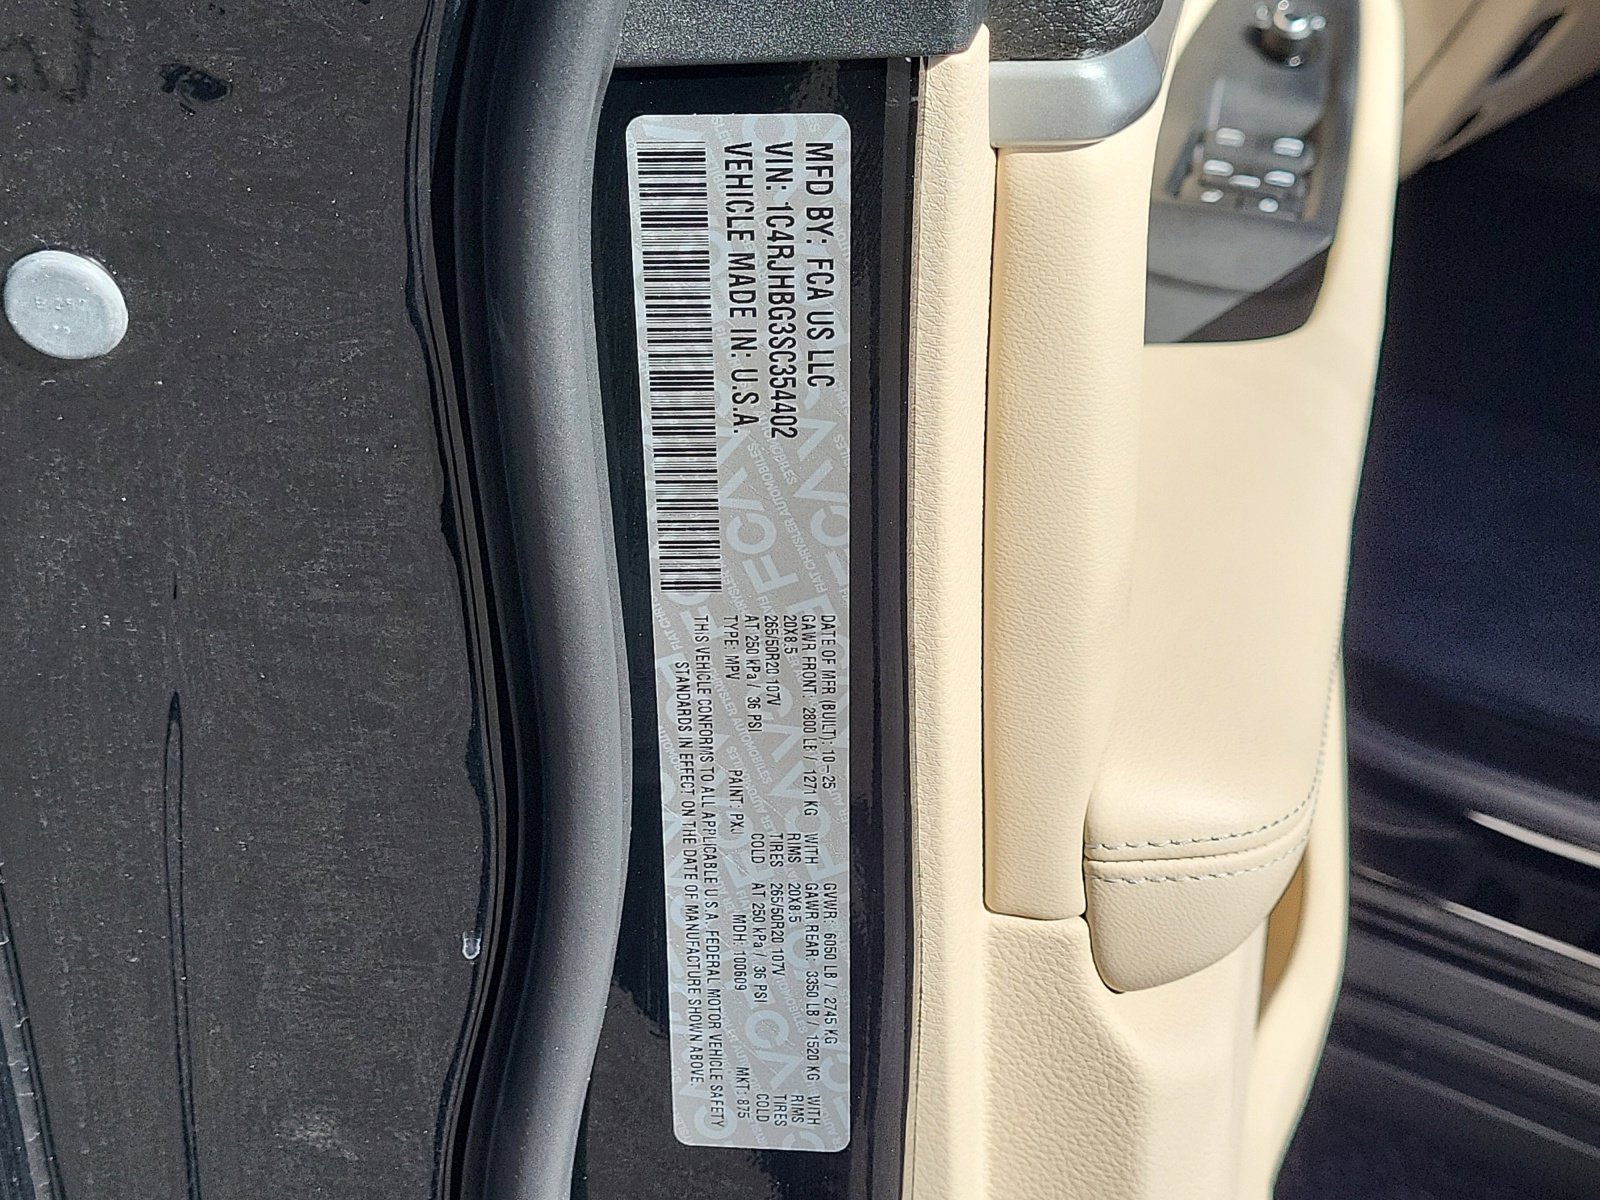 MFD BY: FCA US LLC
VIN: 1C4RJHBG3SC354402
VEHICLE MADE IN: U.S.A.
DATE OF MFR (BUILT): 10-25 GVWR: 6050 LB / 2745 KG
GAWR FRONT: 2800 LB / 1271 KG WITH GAWR REAR: 3350 LB / 1520 KG WITH
20X8.5 RIMS 20X8.5 RIMS
265/50R20 107V TIRES 265/50R20 107V TIRES
AT 250 kPa / 36 PSI COLD AT 250 kPa / 36 PSI COLD
TYPE: MPV PAINT: PXJ MDH: 100609 MKT: 875
THIS VEHICLE CONFORMS TO ALL APPLICABLE U.S.A. FEDERAL MOTOR VEHICLE SAFETY
STANDARDS IN EFFECT ON THE DATE OF MANUFACTURE SHOWN ABOVE.